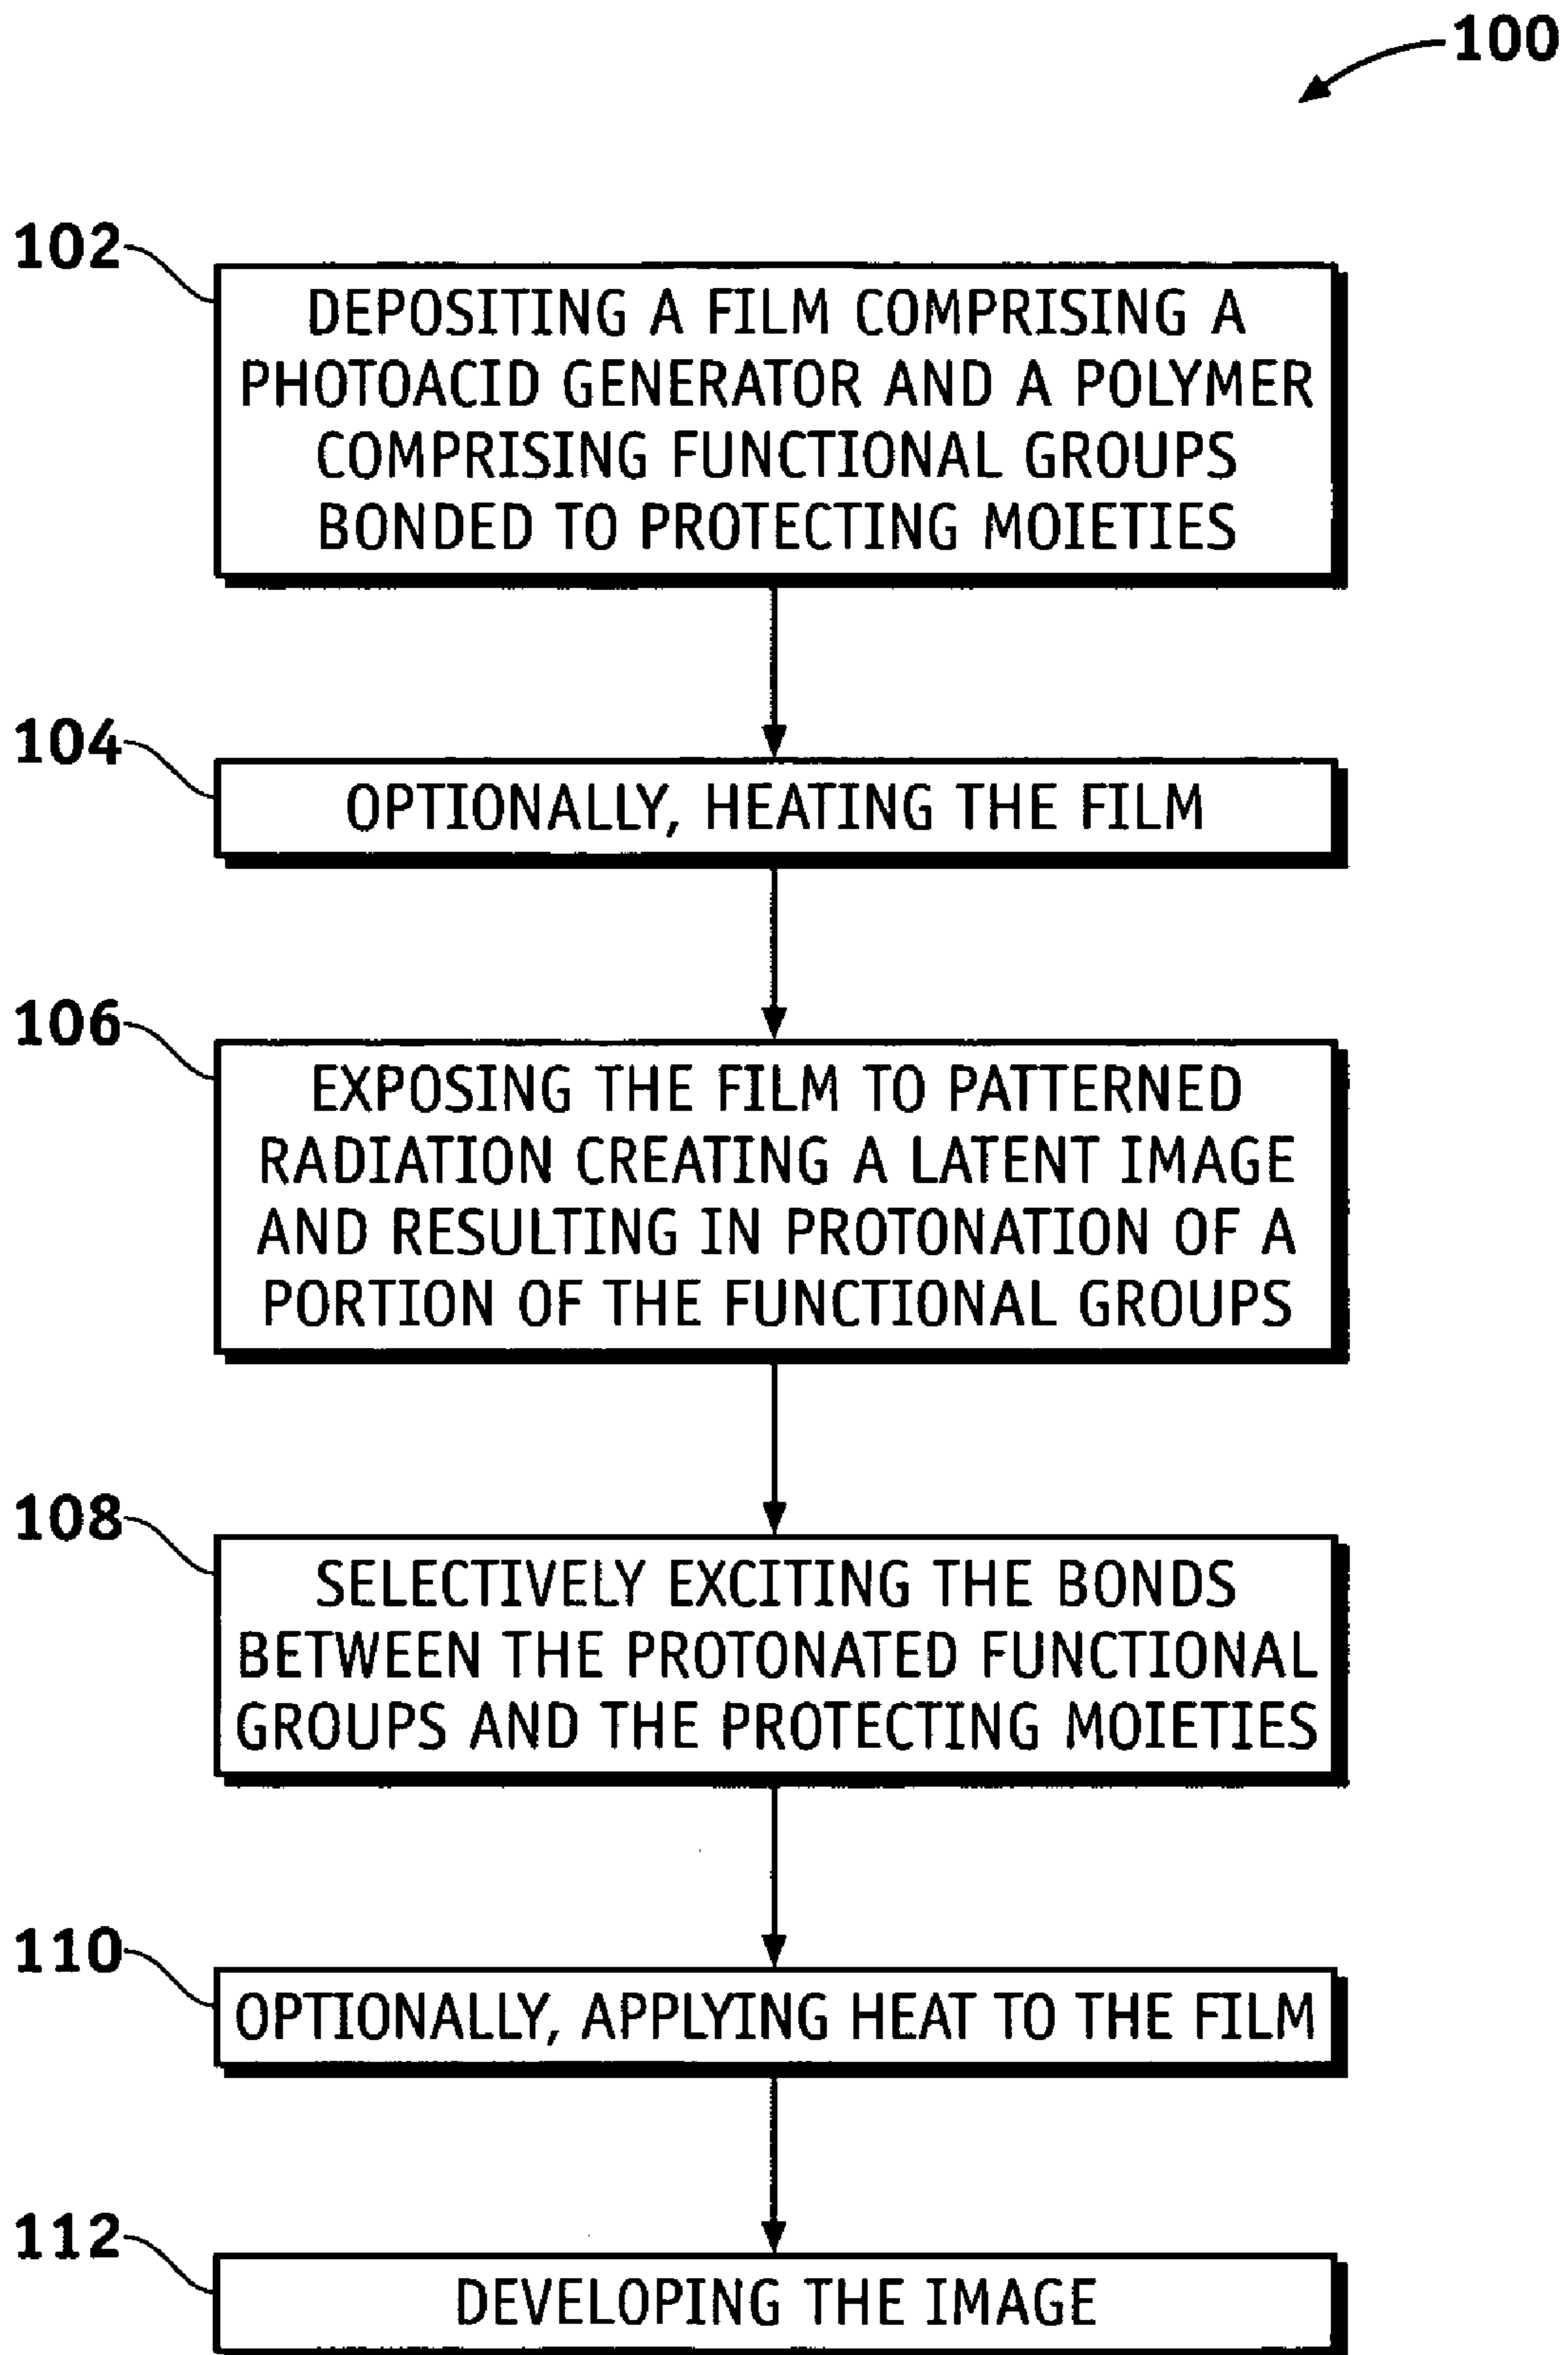 100
102
DEPOSITING A FILM COMPRISING A
PHOTOACID GENERATOR AND A POLYMER
COMPRISING FUNCTIONAL GROUPS
BONDED TO PROTECTING MOIETIES
104
OPTIONALLY, HEATING THE FILM
106
EXPOSING THE FILM TO PATTERNED
RADIATION CREATING A LATENT IMAGE
AND RESULTING IN PROTONATION OF A
PORTION OF THE FUNCTIONAL GROUPS
108
SELECTIVELY EXCITING THE BONDS
BETWEEN THE PROTONATED FUNCTIONAL
GROUPS AND THE PROTECTING MOIETIES
110
OPTIONALLY, APPLYING HEAT TO THE FILM
112
DEVELOPING THE IMAGE